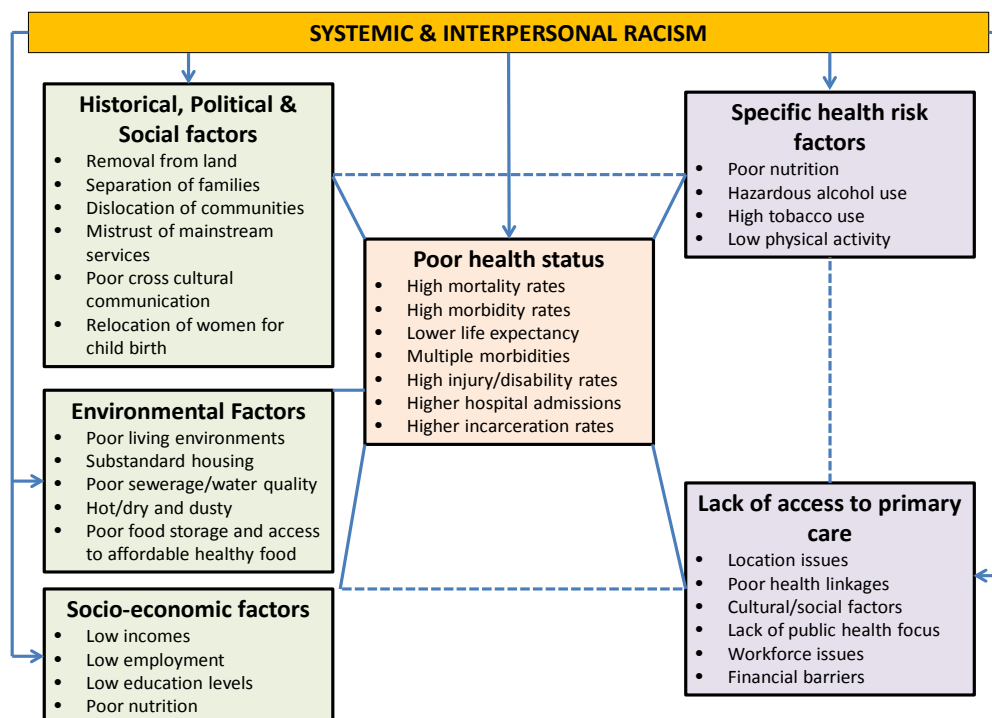 SYSTEMIC & INTERPERSONAL RACISM
Historical, Political &
Social factors
• Removal from land
• Separation of families
• Dislocation of communities
• Mistrust of mainstream
services
• Poor cross cultural
communication
• Relocation of women for
child birth
Environmental Factors
• Poor living environments
• Substandard housing
• Poor sewerage/water quality
• Hot/dry and dusty
• Poor food storage and access
to affordable healthy food
Socio-economic factors
• Low incomes
• Low employment
• Low education levels
• Poor nutrition
Poor health status
• High mortality rates
• High morbidity rates
• Lower life expectancy
• Multiple morbidities
• High injury/disability rates
• Higher hospital admissions
• Higher incarceration rates
Specific health risk
factors
• Poor nutrition
• Hazardous alcohol use
• High tobacco use
• Low physical activity
Lack of access to primary
care
• Location issues
• Poor health linkages
• Cultural/social factors
• Lack of public health focus
• Workforce issues
• Financial barriers